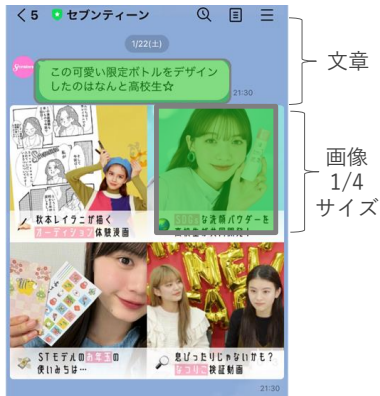 5 セブンティーン
1/22(土)
この可愛い限定ボトルをデザイン
したのはなんと高校生☆
21:30
文章
画像
1/4
サイズ
秋本レイラニが描く
オーディション体験漫画
な洗顔パウダーを
STモデルのお年玉の
使いみちは…
息ぴったりじゃないかも?
なつりこ検証動画
21:30